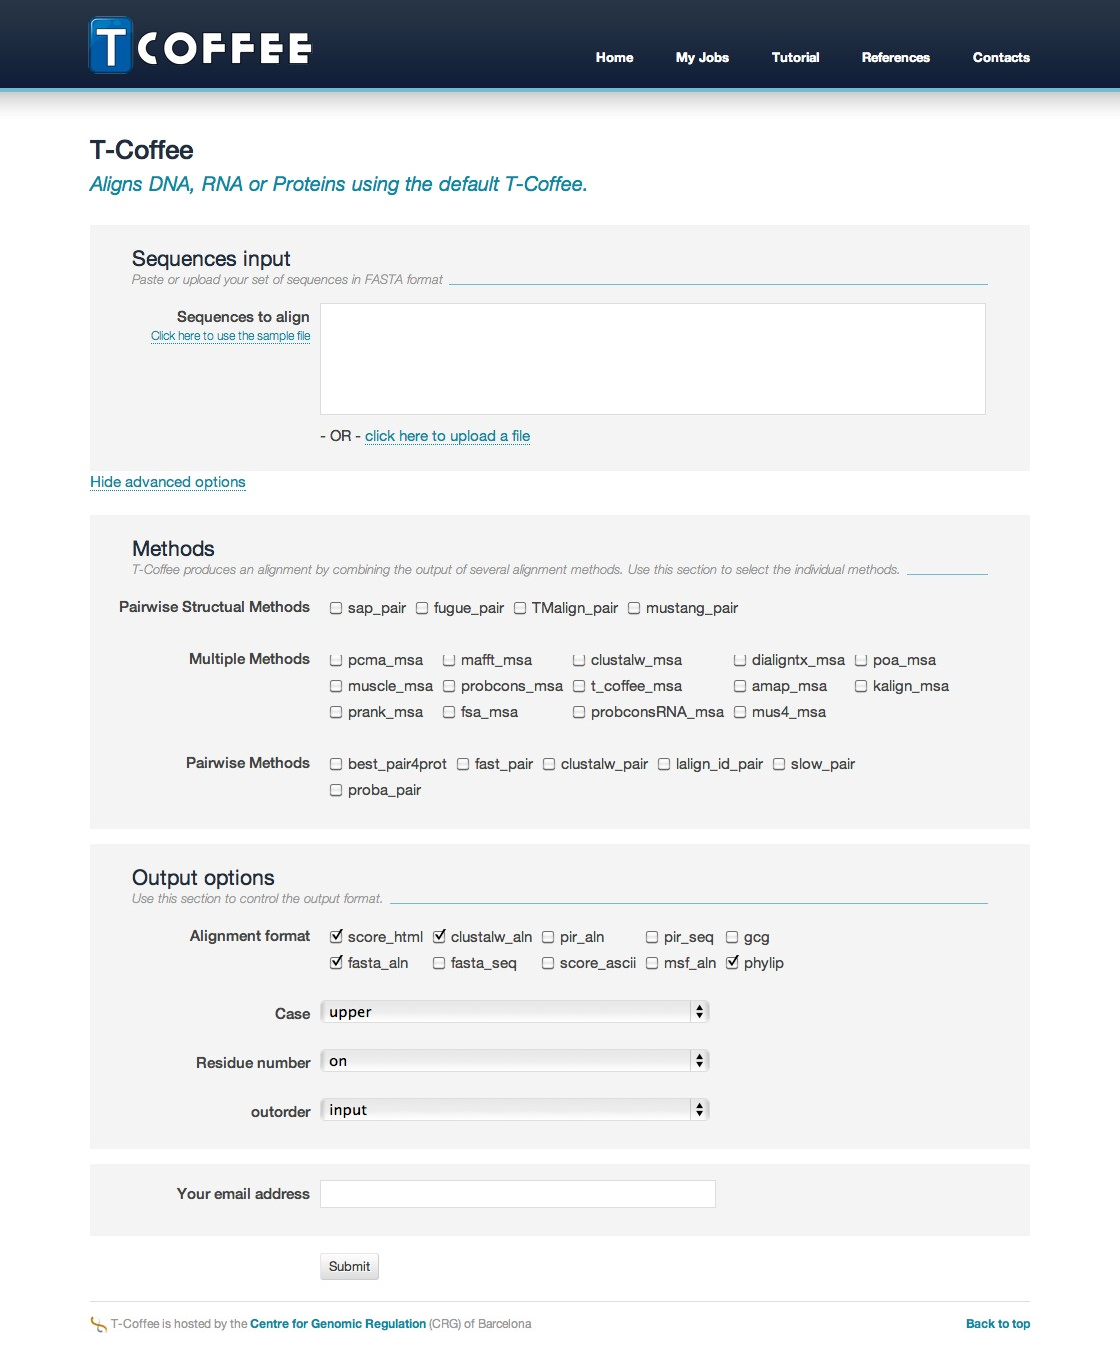 T COFFEE
Home My Jobs Tutorial References Contacts
T-Coffee
Aligns DNA, RNA or Proteins using the default T-Coffee.
Sequences input
Paste or upload your set of sequences in FASTA format
Sequences to align
Click here to use the sample file
- OR - click here to upload a file
Hide advanced options
Methods
T-Coffee produces an alignment by combining the output of several alignment methods. Use this section to select the individual methods.
Pairwise Structual Methods sap_pair fugue_pair TMalign_pair mustang_pair
Multiple Methods pcma_msa mafft_msa clustalw_msa dialigntx_msa poa_msa
muscle_msa probcons_msa t_coffee_msa amap_msa kalign_msa
prank_msa fsa_msa probconsRNA_msa mus4_msa
Pairwise Methods best_pair4prot fast_pair clustalw_pair lalign_id_pair slow_pair
proba_pair
Output options
Use this section to control the output format.
Alignment format score_html clustalw_aln pir_aln pir_seq gcg
fasta_aln fasta_seq score_ascii msf_aln phylip
Case upper
Residue number on
outorder input
Your email address
Submit
T-Coffee is hosted by the Centre for Genomic Regulation (CRG) of Barcelona Back to top